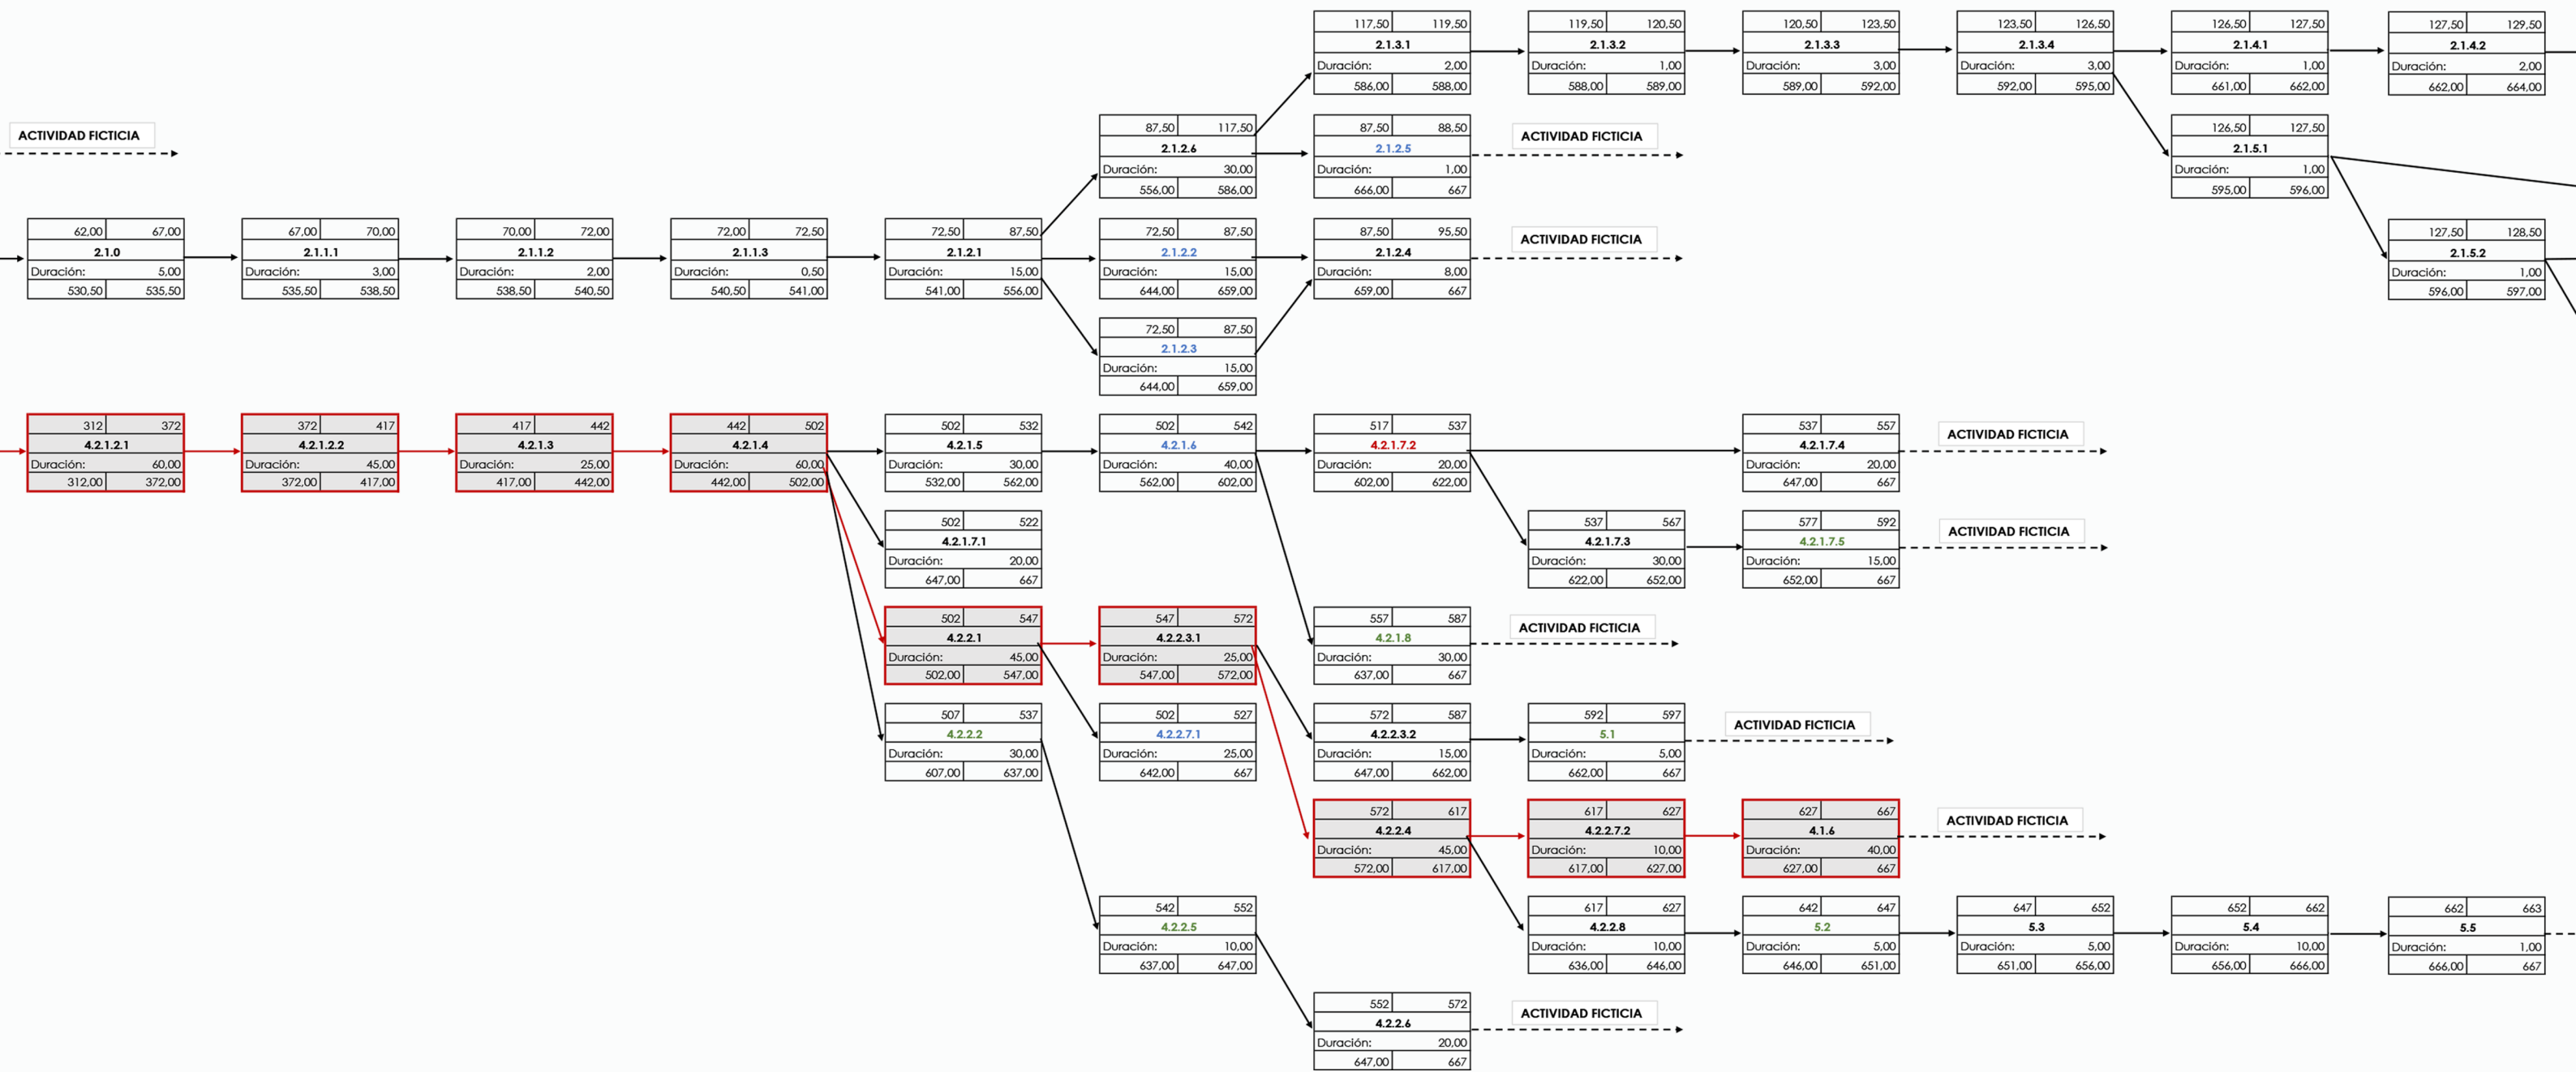 117,50 119,50
2.1.3.1
Duración: 2,00
586,00 588,00
119,50 120,50
2.1.3.2
Duración: 1,00
588,00 589,00
120,50 123,50
2.1.3.3
Duración: 3,00
589,00 592,00
123,50 126,50
2.1.3.4
Duración: 3,00
592,00 595,00
126,50 127,50
2.1.4.1
Duración: 1,00
661,00 662,00
127,50 129,50
2.1.4.2
Duración: 2,00
662,00 664,00
ACTIVIDAD FICTICIA
87,50 117,50
2.1.2.6
Duración: 30,00
556,00 586,00
87,50 88,50
2.1.2.5
Duración: 1,00
666,00 667
ACTIVIDAD FICTICIA
126,50 127,50
2.1.5.1
Duración: 1,00
595,00 596,00
62,00 67,00
2.1.0
Duración: 5,00
530,50 535,50
67,00 70,00
2.1.1.1
Duración: 3,00
535,50 538,50
70,00 72,00
2.1.1.2
Duración: 2,00
538,50 540,50
72,00 72,50
2.1.1.3
Duración: 0,50
540,50 541,00
72,50 87,50
2.1.2.1
Duración: 15,00
541,00 556,00
72,50 87,50
2.1.2.2
Duración: 15,00
644,00 659,00
87,50 95,50
2.1.2.4
Duración: 8,00
659,00 667
ACTIVIDAD FICTICIA
127,50 128,50
2.1.5.2
Duración: 1,00
596,00 597,00
72,50 87,50
2.1.2.3
Duración: 15,00
644,00 659,00
312 372
4.2.1.2.1
Duración: 60,00
312,00 372,00
372 417
4.2.1.2.2
Duración: 45,00
372,00 417,00
417 442
4.2.1.3
Duración: 25,00
417,00 442,00
442 502
4.2.1.4
Duración: 60,00
442,00 502,00
502 532
4.2.1.5
Duración: 30,00
532,00 562,00
502 542
4.2.1.6
Duración: 40,00
562,00 602,00
517 537
4.2.1.7.2
Duración: 20,00
602,00 622,00
537 557
4.2.1.7.4
Duración: 20,00
647,00 667
ACTIVIDAD FICTICIA
502 522
4.2.1.7.1
Duración: 20,00
647,00 667
537 567
4.2.1.7.3
Duración: 30,00
622,00 652,00
577 592
4.2.1.7.5
Duración: 15,00
652,00 667
ACTIVIDAD FICTICIA
502 547
4.2.2.1
Duración: 45,00
502,00 547,00
547 572
4.2.2.3.1
Duración: 25,00
547,00 572,00
557 587
4.2.1.8
Duración: 30,00
637,00 667
ACTIVIDAD FICTICIA
507 537
4.2.2.2
Duración: 30,00
607,00 637,00
502 527
4.2.2.7.1
Duración: 25,00
642,00 667
572 587
4.2.2.3.2
Duración: 15,00
647,00 662,00
592 597
5.1
Duración: 5,00
662,00 667
ACTIVIDAD FICTICIA
572 617
4.2.2.4
Duración: 45,00
572,00 617,00
617 627
4.2.2.7.2
Duración: 10,00
617,00 627,00
627 667
4.1.6
Duración: 40,00
627,00 667
ACTIVIDAD FICTICIA
542 552
4.2.2.5
Duración: 10,00
637,00 647,00
617 627
4.2.2.8
Duración: 10,00
636,00 646,00
642 647
5.2
Duración: 5,00
646,00 651,00
647 652
5.3
Duración: 5,00
651,00 656,00
652 662
5.4
Duración: 10,00
656,00 666,00
662 663
5.5
Duración: 1,00
666,00 667
552 572
4.2.2.6
Duración: 20,00
647,00 667
ACTIVIDAD FICTICIA